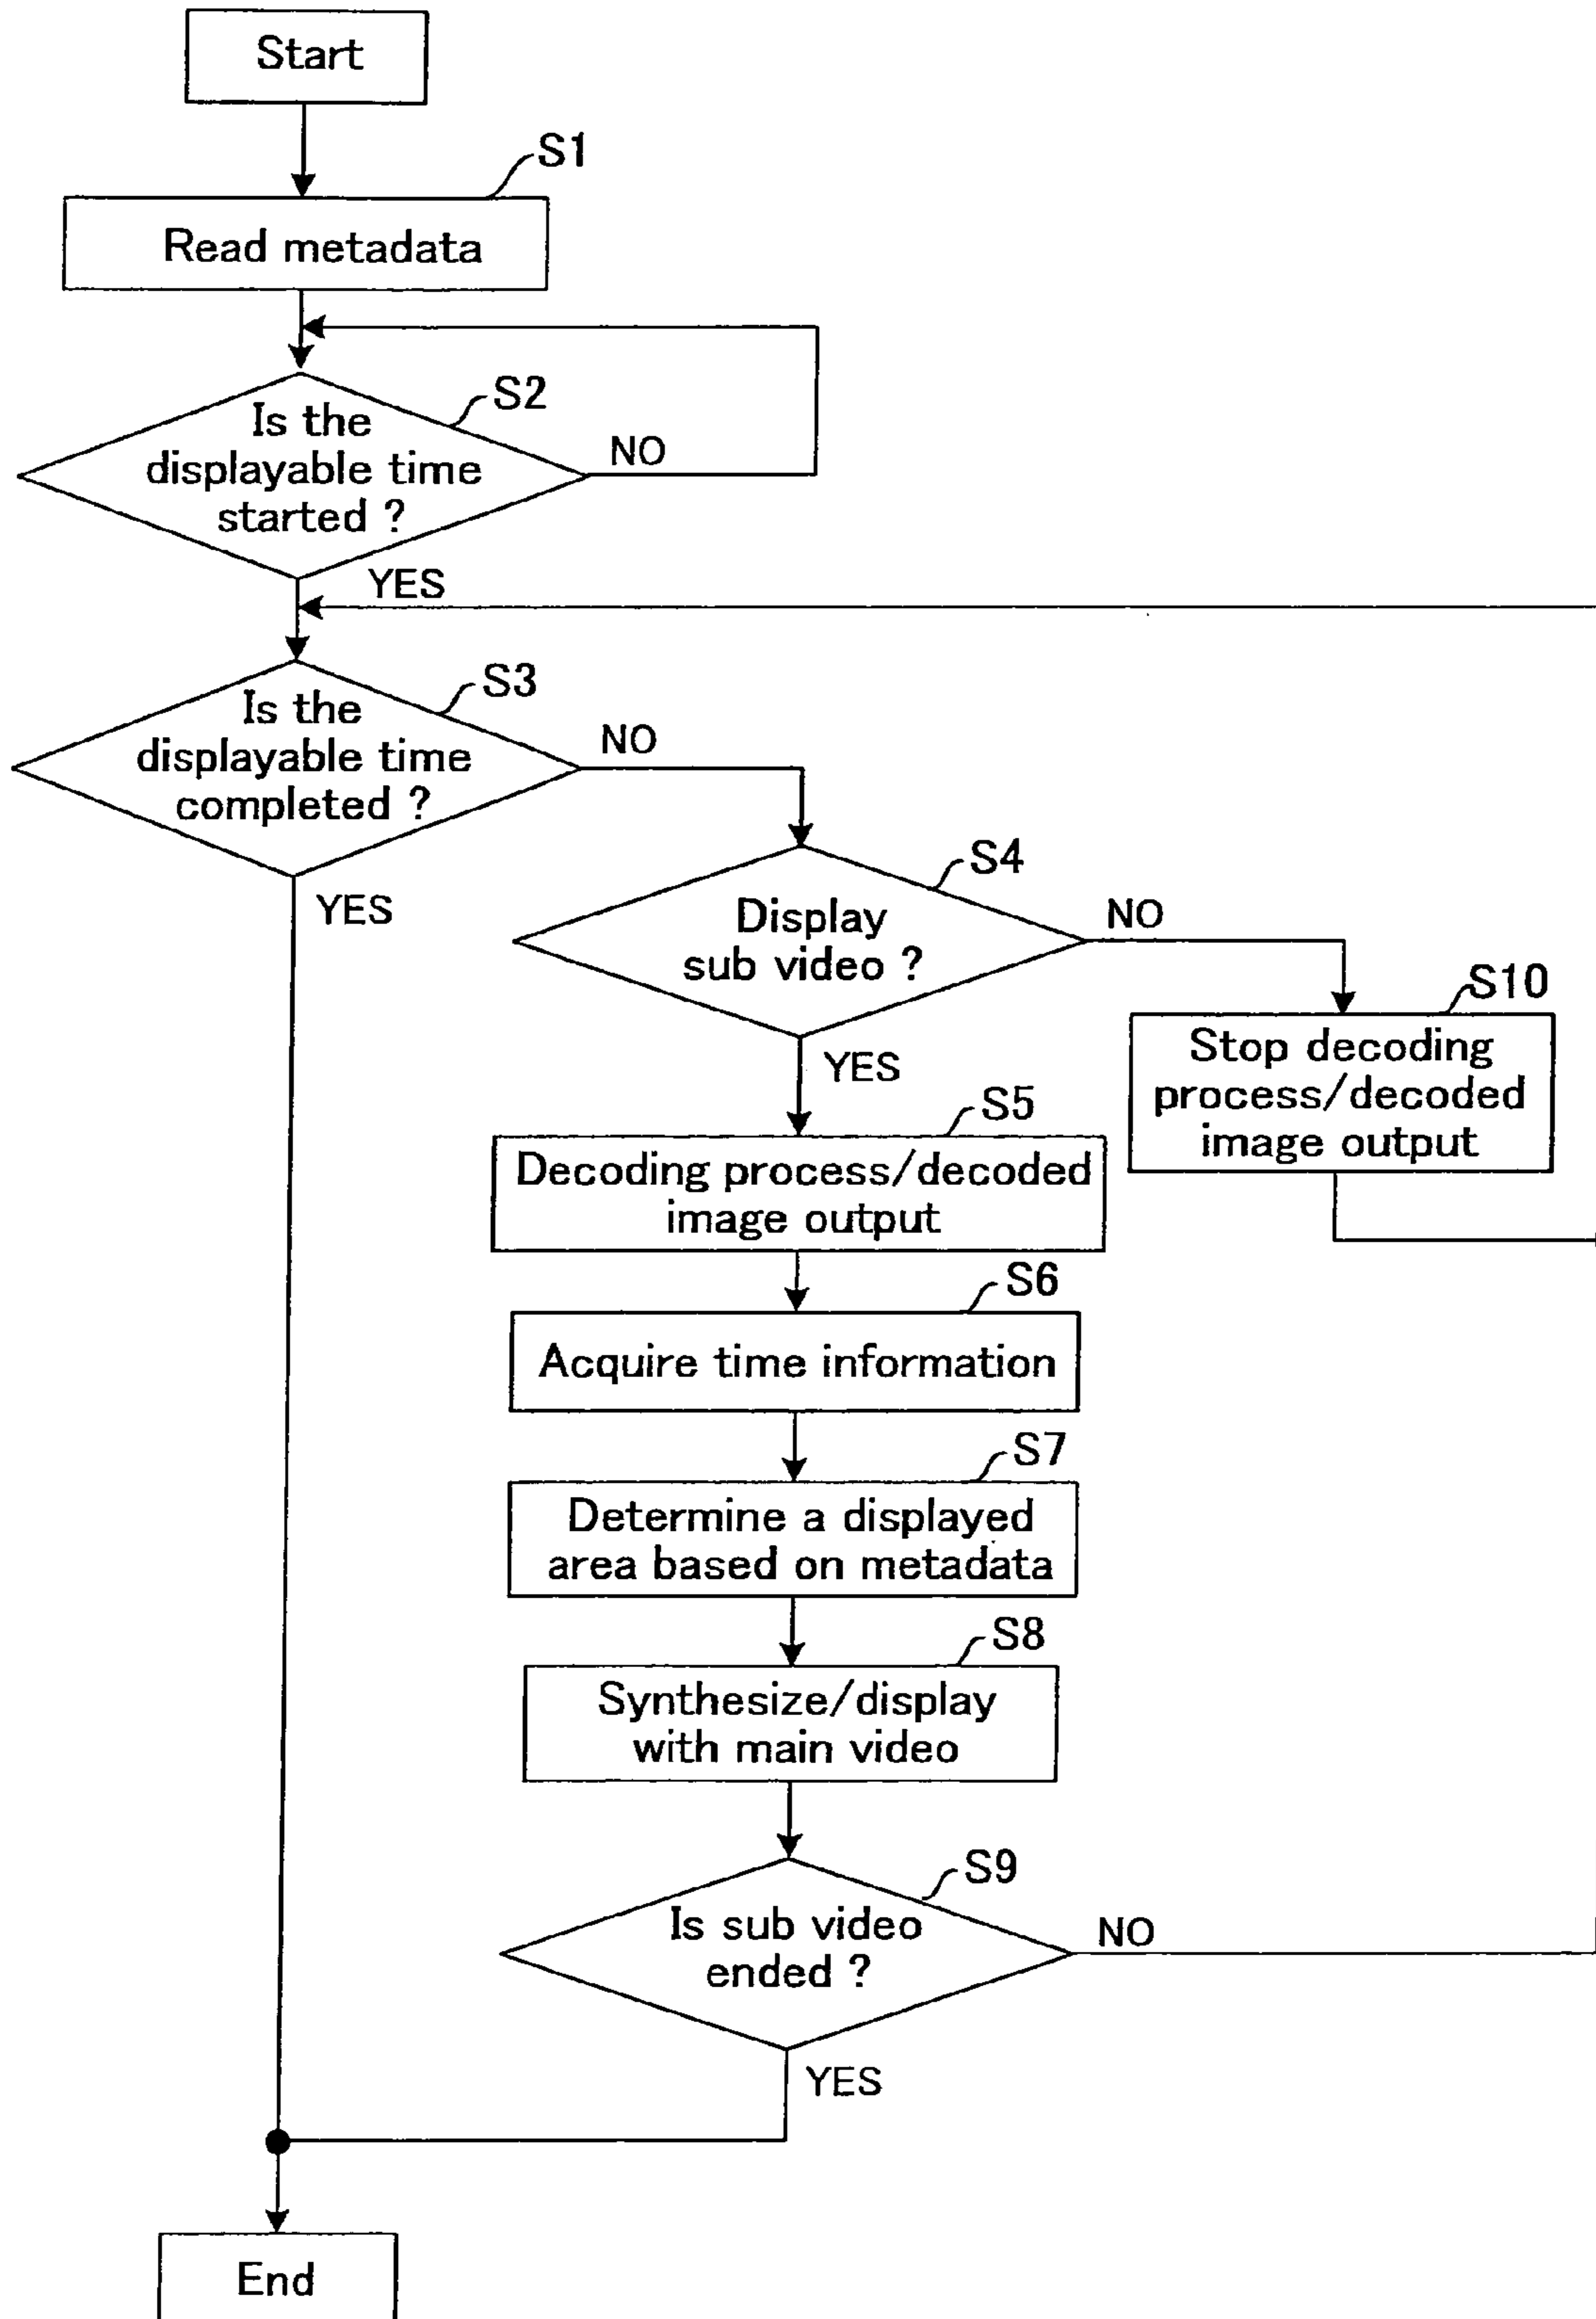 Start
S1
Read metadata
S2
Is the
displayable time
started ?
NO
YES
S3
Is the
displayable time
completed ?
NO
YES
S4
Display
sub video ?
NO
YES
S10
Stop decoding
process/decoded
image output
S5
Decoding process/decoded
image output
S6
Acquire time information
S7
Determine a displayed
area based on metadata
S8
Synthesize/display
with main video
S9
Is sub video
ended ?
NO
YES
End